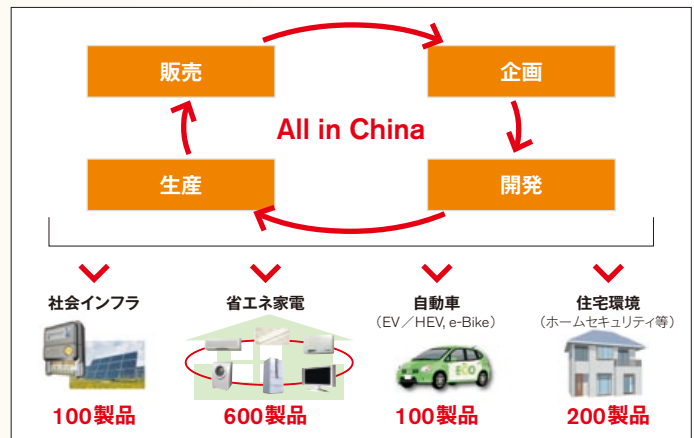 販売
企画
All in China
生産
開発
社会インフラ
省エネ家電
自動車
住宅環境
(EV/HEV, e-Bike)
(ホームセキュリティ等)
ECO
100製品
600製品
100製品
200製品